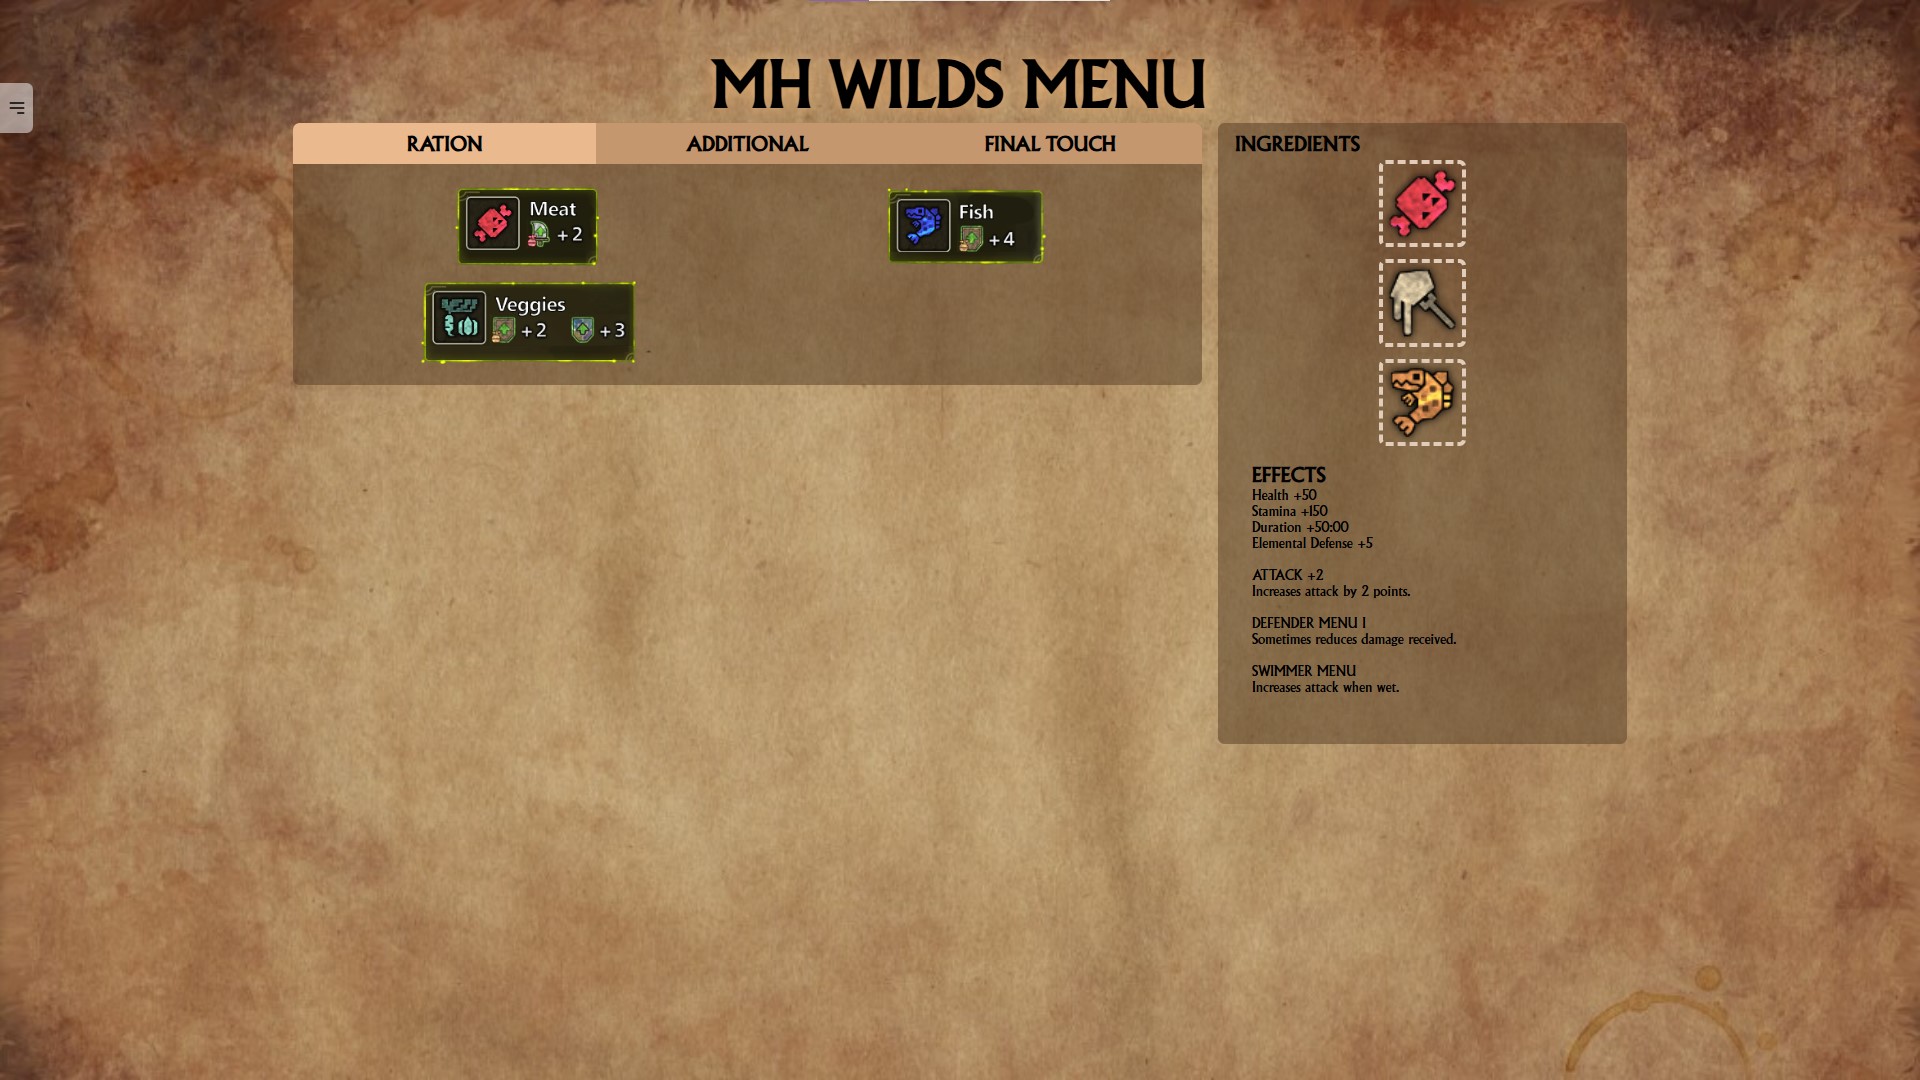 MH WILDS MENU
RATION
ADDITIONAL
FINAL TOUCH
Meat
+2
Fish
+4
Veggies
+2 +3
INGREDIENTS
EFFECTS
Health +50
Stamina +150
Duration +50:00
Elemental Defense +5
ATTACK +2
Increases attack by 2 points.
DEFENDER MENU I
Sometimes reduces damage received.
SWIMMER MENU
Increases attack when wet.